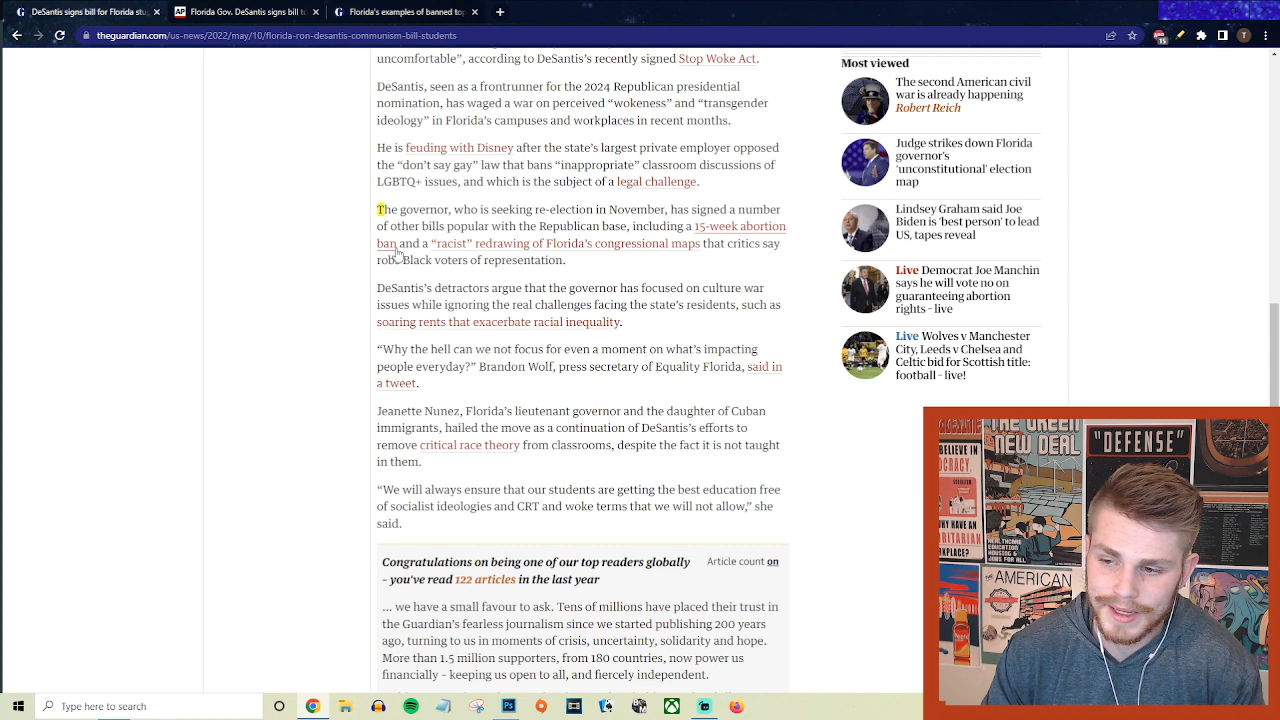 DeSantis signs bill for Florida stu
Florida Gov. DeSantis signs bill to
Florida's examples of banned top
theguardian.com/us-news/2022/may/10/florida-ron-desantis-communism-bill-students
15
T
uncomfortable”, according to DeSantis’s recently signed Stop Woke Act.
DeSantis, seen as a frontrunner for the 2024 Republican presidential
nomination, has waged a war on perceived “wokeness” and “transgender
ideology” in Florida’s campuses and workplaces in recent months.
He is feuding with Disney after the state’s largest private employer opposed
the “don’t say gay” law that bans “inappropriate” classroom discussions of
LGBTQ+ issues, and which is the subject of a legal challenge.
The governor, who is seeking re-election in November, has signed a number
of other bills popular with the Republican base, including a 15-week abortion
ban and a “racist” redrawing of Florida’s congressional maps that critics say
rob Black voters of representation.
DeSantis’s detractors argue that the governor has focused on culture war
issues while ignoring the real challenges facing the state’s residents, such as
soaring rents that exacerbate racial inequality.
“Why the hell can we not focus for even a moment on what’s impacting
people everyday?” Brandon Wolf, press secretary of Equality Florida, said in
a tweet.
Jeanette Nunez, Florida’s lieutenant governor and the daughter of Cuban
immigrants, hailed the move as a continuation of DeSantis’s efforts to
remove critical race theory from classrooms, despite the fact it is not taught
in them.
“We will always ensure that our students are getting the best education free
of socialist ideologies and CRT and woke terms that we will not allow,” she
said.
Congratulations on being one of our top readers globally
– you've read 122 articles in the last year
Article count on
... we have a small favour to ask. Tens of millions have placed their trust in
the Guardian’s fearless journalism since we started publishing 200 years
ago, turning to us in moments of crisis, uncertainty, solidarity and hope.
More than 1.5 million supporters, from 180 countries, now power us
financially – keeping us open to all, and fiercely independent.
Most viewed
The second American civil
war is already happening
Robert Reich
Judge strikes down Florida
governor’s
‘unconstitutional’ election
map
Lindsey Graham said Joe
Biden is ‘best person’ to lead
US, tapes reveal
Live Democrat Joe Manchin
says he will vote no on
guaranteeing abortion
rights – live
Live Wolves v Manchester
City, Leeds v Chelsea and
Celtic bid for Scottish title:
football – live!
BELIEVE IN
THE GREEN
NEW DEAL
"DEFENSE"
WHY HAVE AN
WORKPLACE?
HEALTHCARE
EDUCATION
HOUSING &
JOBS FOR ALL
THE AMERICAN
Type here to search